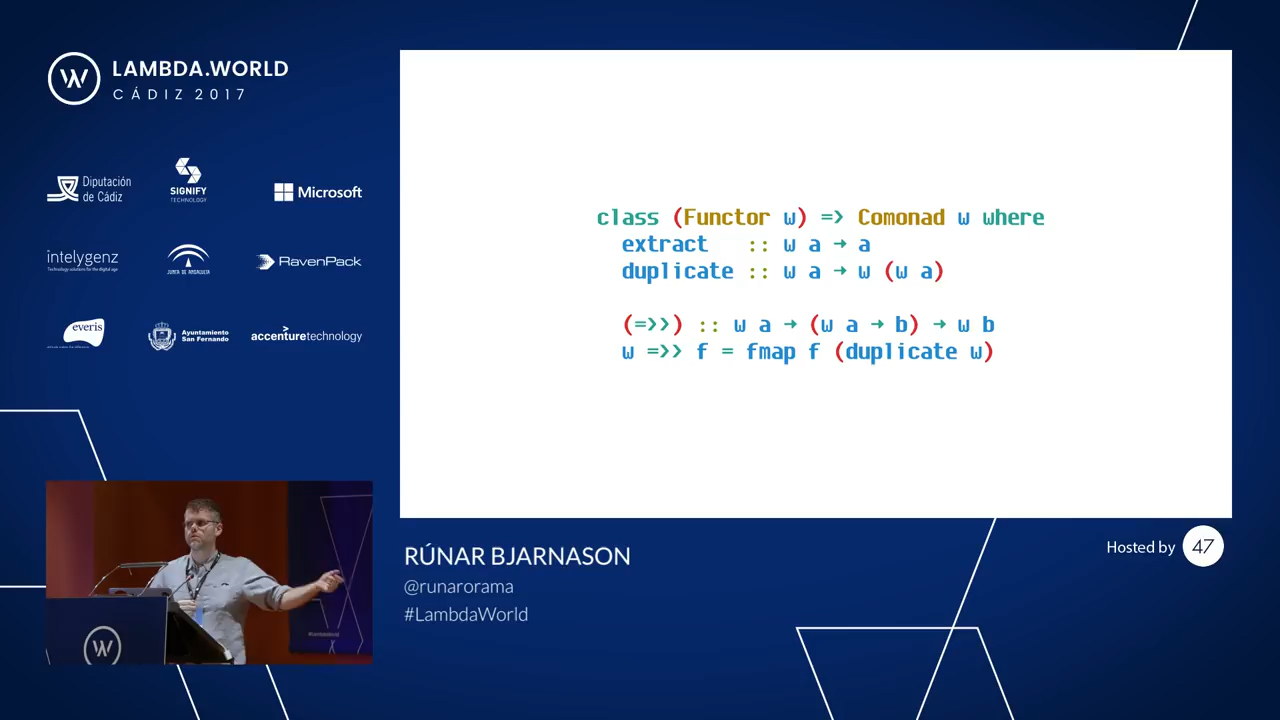 LAMBDA.WORLD
CÁDIZ 2017
Diputación
de Cádiz
SIGNIFY
TECHNOLOGY
Microsoft
intelygenz
Technology solutions for the digital age
JUNTA DE ANDALUCIA
RavenPack
everis
Ayuntamiento
San Fernando
accenturetechnology
class (Functor w) => Comonad w where
extract :: w a → a
duplicate :: w a → w (w a)
(=>>) :: w a → (w a → b) → w b
w =>> f = fmap f (duplicate w)
RÚNAR BJARNASON
@runarorama
#LambdaWorld
Hosted by 47
W
#lambdaWorld